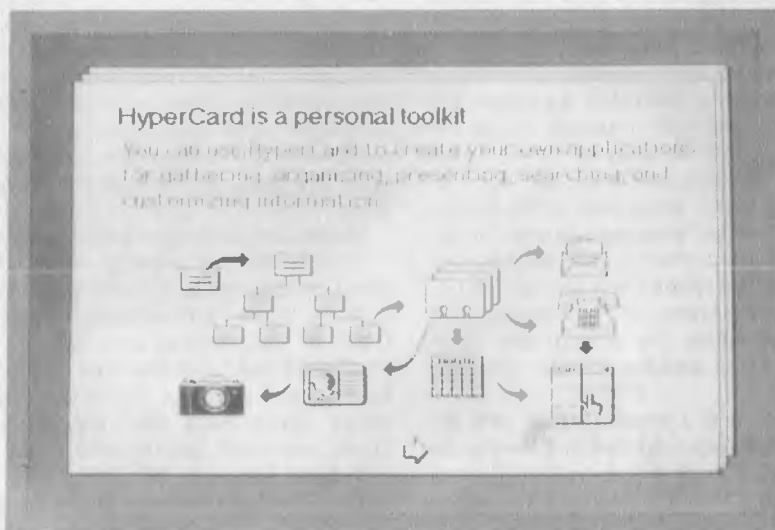 HyperCard is a personal toolkit
You can use HyperCard to create your own applications
for gathering, organizing, presenting, searching, and
customizing information